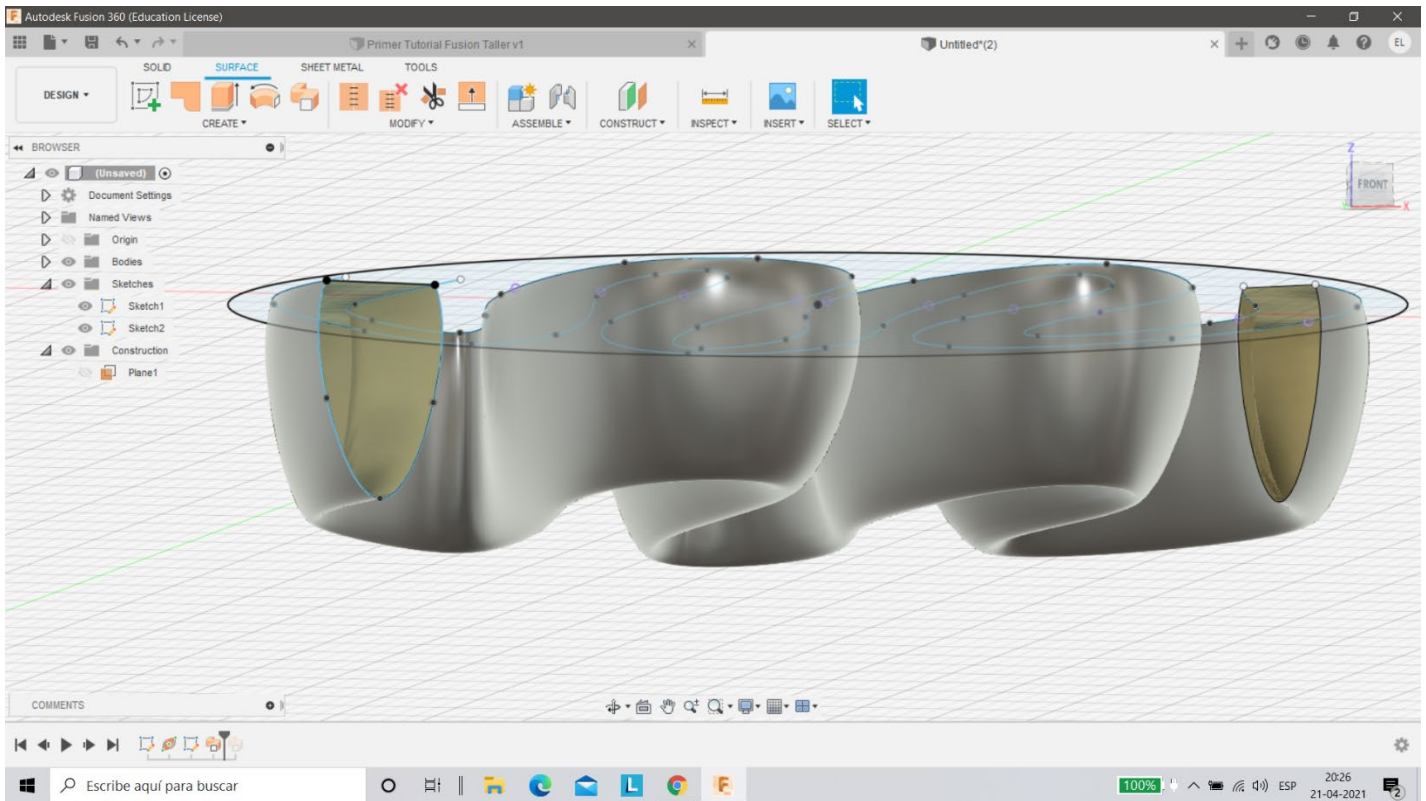 Autodesk Fusion 360 (Education License)
Primer Tutorial Fusion Taller v1
Untitled*(2)
EL
SOLID SURFACE SHEET METAL TOOLS
DESIGN
CREATE MODIFY ASSEMBLE CONSTRUCT INSPECT INSERT SELECT
BROWSER
(Unsaved)
Document Settings
Named Views
Origin
Bodies
Sketches
Sketch1
Sketch2
Construction
Plane1
Z
FRONT
X
COMMENTS
Escribe aquí para buscar
L
F
100%
ESP
20:26
21-04-2021
2